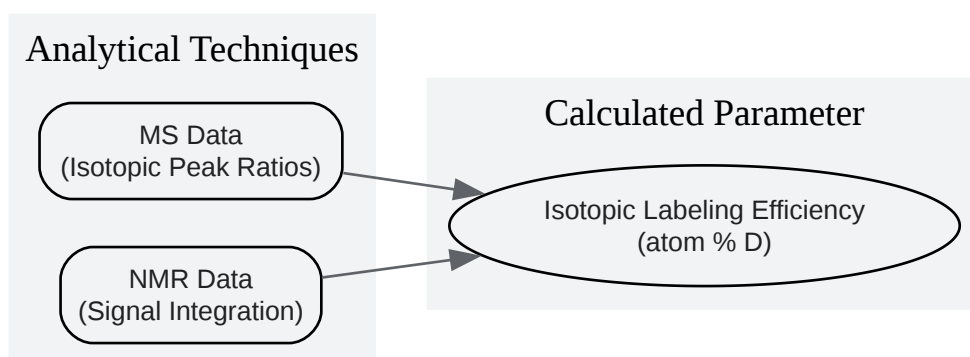 Analytical Techniques
MS Data
(Isotopic Peak Ratios)
NMR Data
(Signal Integration)
Calculated Parameter
Isotopic Labeling Efficiency
(atom % D)